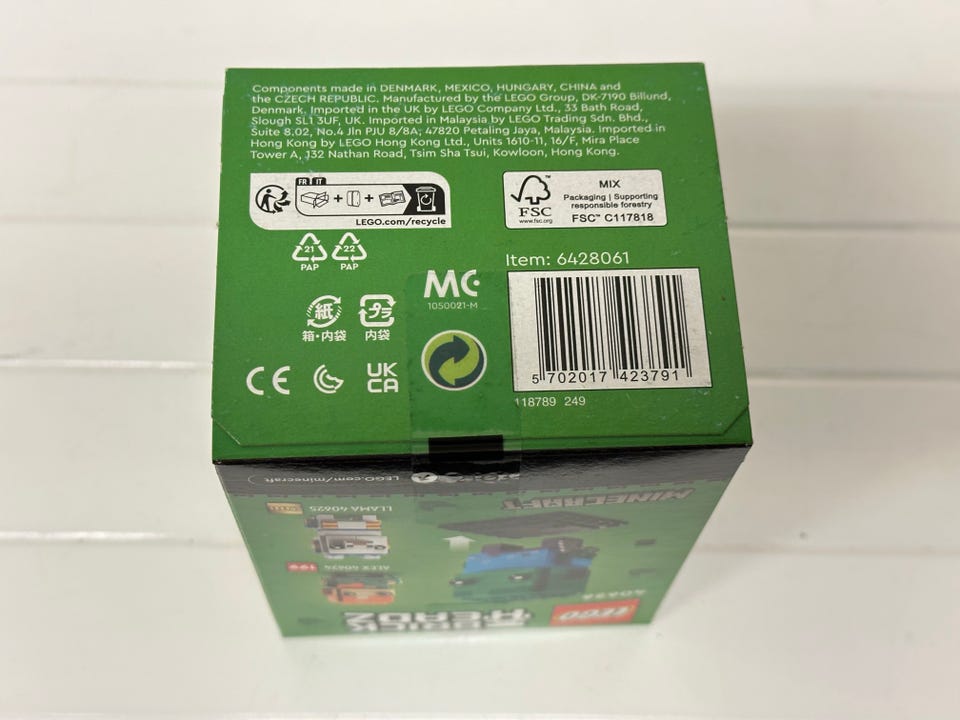 Components made in DENMARK, MEXICO, HUNGARY, CHINA and
the CZECH REPUBLIC. Manufactured by the LEGO Group, DK-7190 Billund,
Denmark. Imported in the UK by LEGO Company Ltd., 33 Bath Road,
Slough SL1 3UF, UK. Imported in Malaysia by LEGO Trading Sdn. Bhd.,
Suite 8.02, No.4 Jln PJU 8/8A; 47820 Petaling Jaya, Malaysia. Imported in
Hong Kong by LEGO Hong Kong Ltd., Units 1610-11, 16/F, Mira Place
Tower A, 132 Nathan Road, Tsim Sha Tsui, Kowloon, Hong Kong.
FR IT
LEGO.com/recycle
FSC
www.fsc.org
MIX
Packaging | Supporting
responsible forestry
FSC™ C117818
21
PAP
22
PAP
Item: 6428061
MC
1050021-M
紙
箱・内袋
プラ
内袋
CE
UK
CA
5 702017 423791
118789 249
LEGO.com/minecraft
MINECRAFT
LLAMA 40625
ALEX 40624
LEGO
BRICK
HEADZ